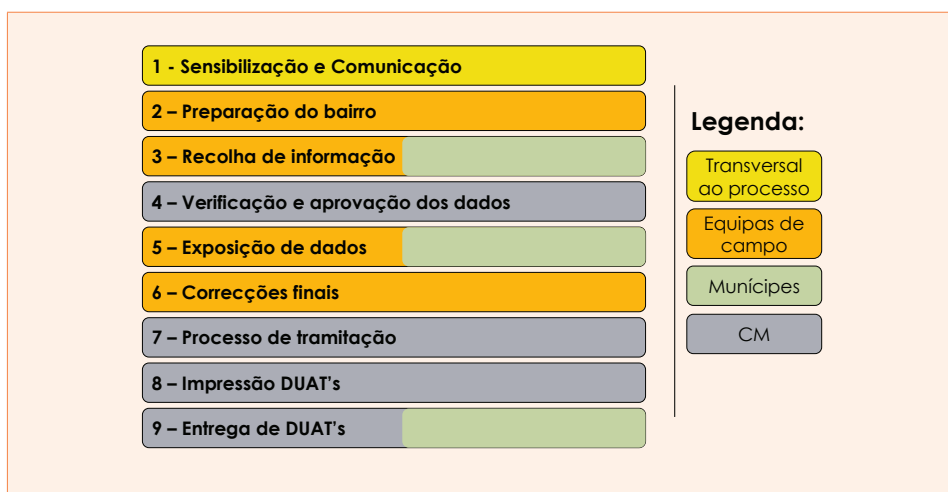 1 - Sensibilização e Comunicação
2 – Preparação do bairro
3 – Recolha de informação
4 – Verificação e aprovação dos dados
5 – Exposição de dados
6 – Correcções finais
7 – Processo de tramitação
8 – Impressão DUAT's
9 – Entrega de DUAT's
Legenda:
Transversal
ao processo
Equipas de
campo
Munícipes
CM